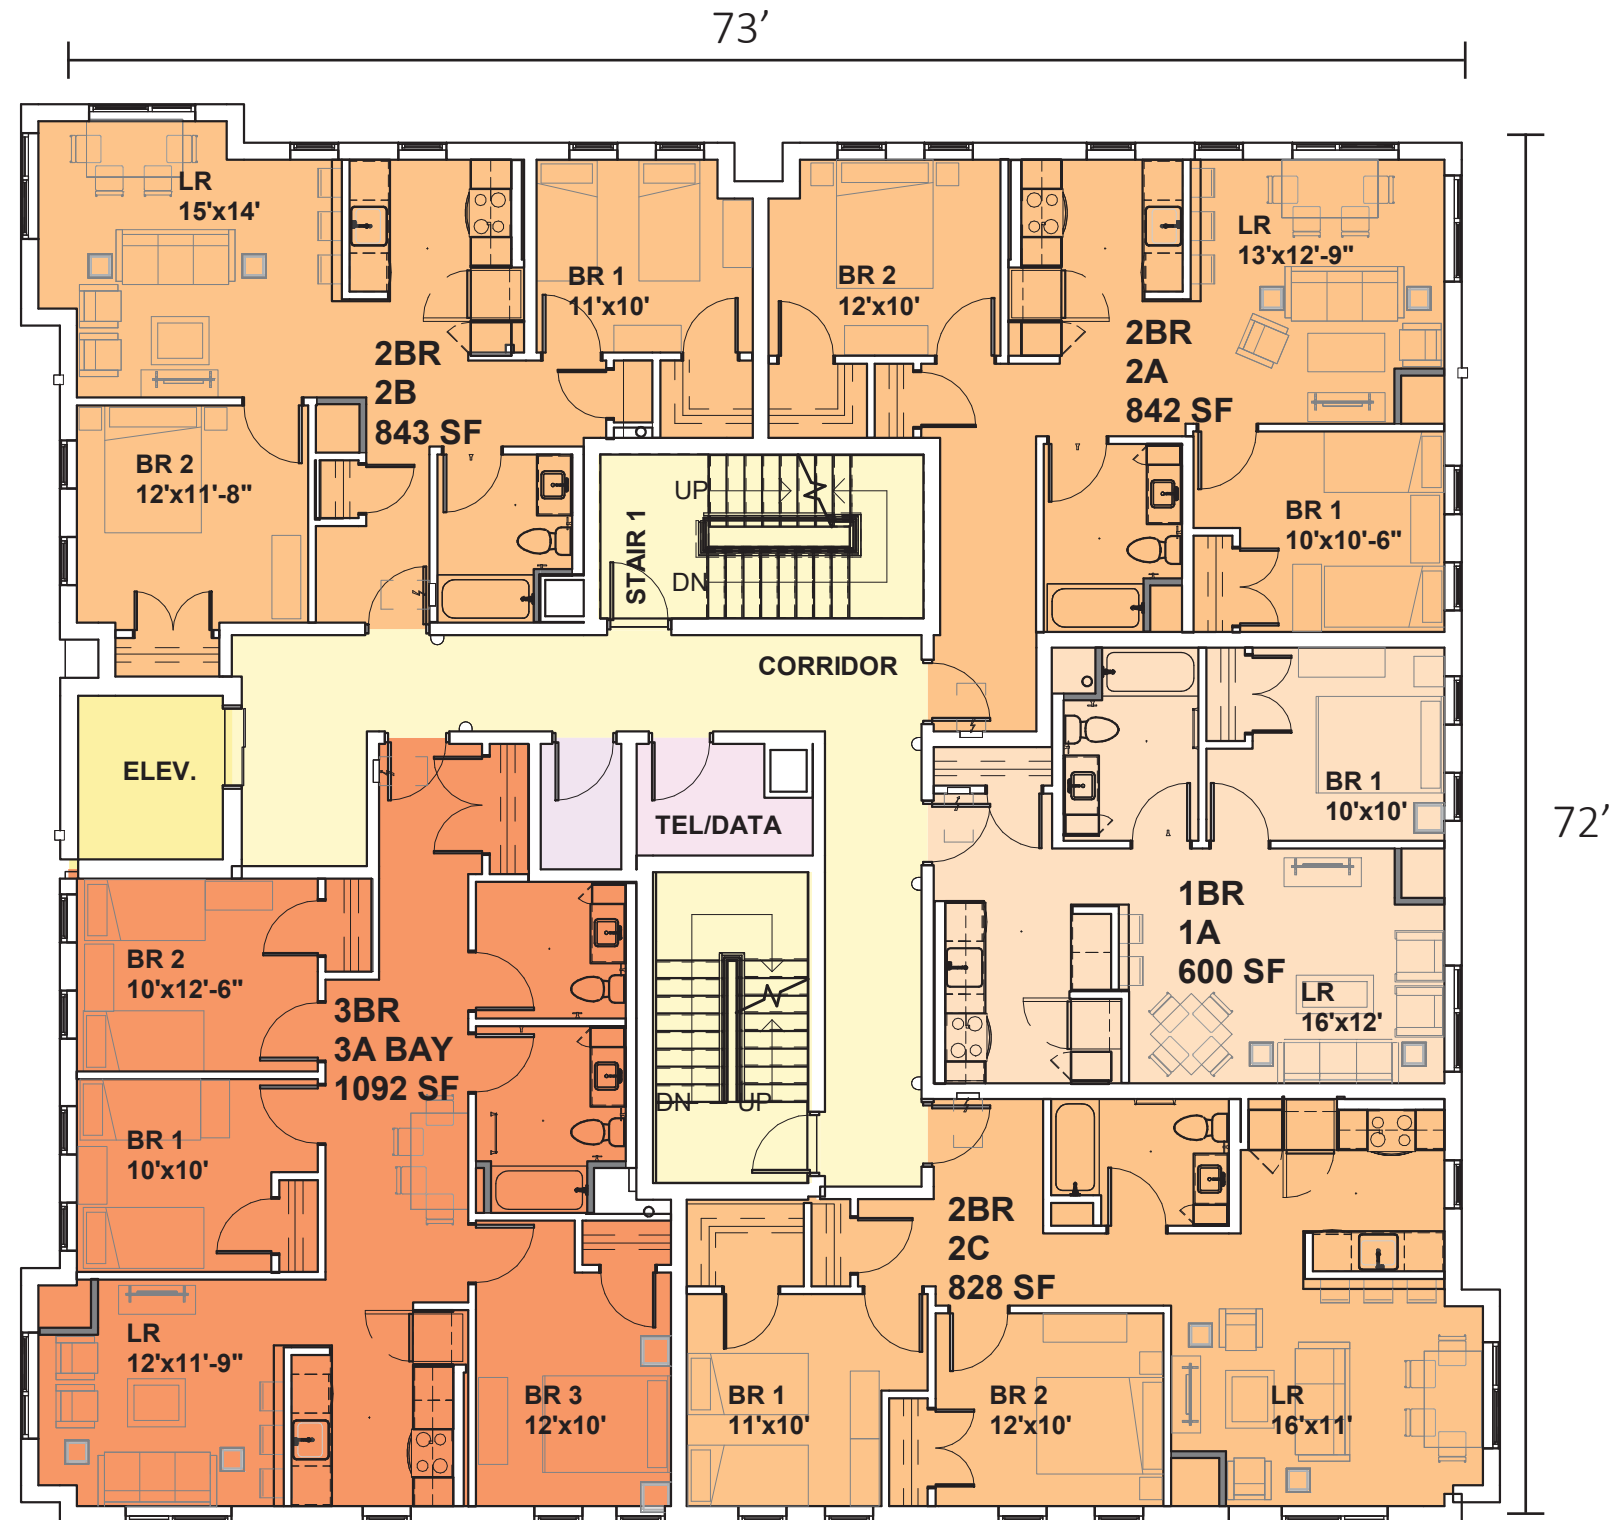 73’
LR
15'x14'
BR 1
11'x10'
BR 2
12'x10'
LR
13'x12'-9"
2BR
2B
843 SF
2BR
2A
842 SF
BR 2
12'x11'-8"
BR 1
10'x10'-6"
STAIR 1
UP
DN
CORRIDOR
ELEV.
TEL/DATA
BR 1
10'x10'
72’
1BR
1A
600 SF
LR
16'x12'
BR 2
10'x12'-6"
3BR
3A BAY
1092 SF
DN
UP
BR 1
10'x10'
2BR
2C
828 SF
LR
12'x11'-9"
BR 3
12'x10'
BR 1
11'x10'
BR 2
12'x10'
LR
16'x11'